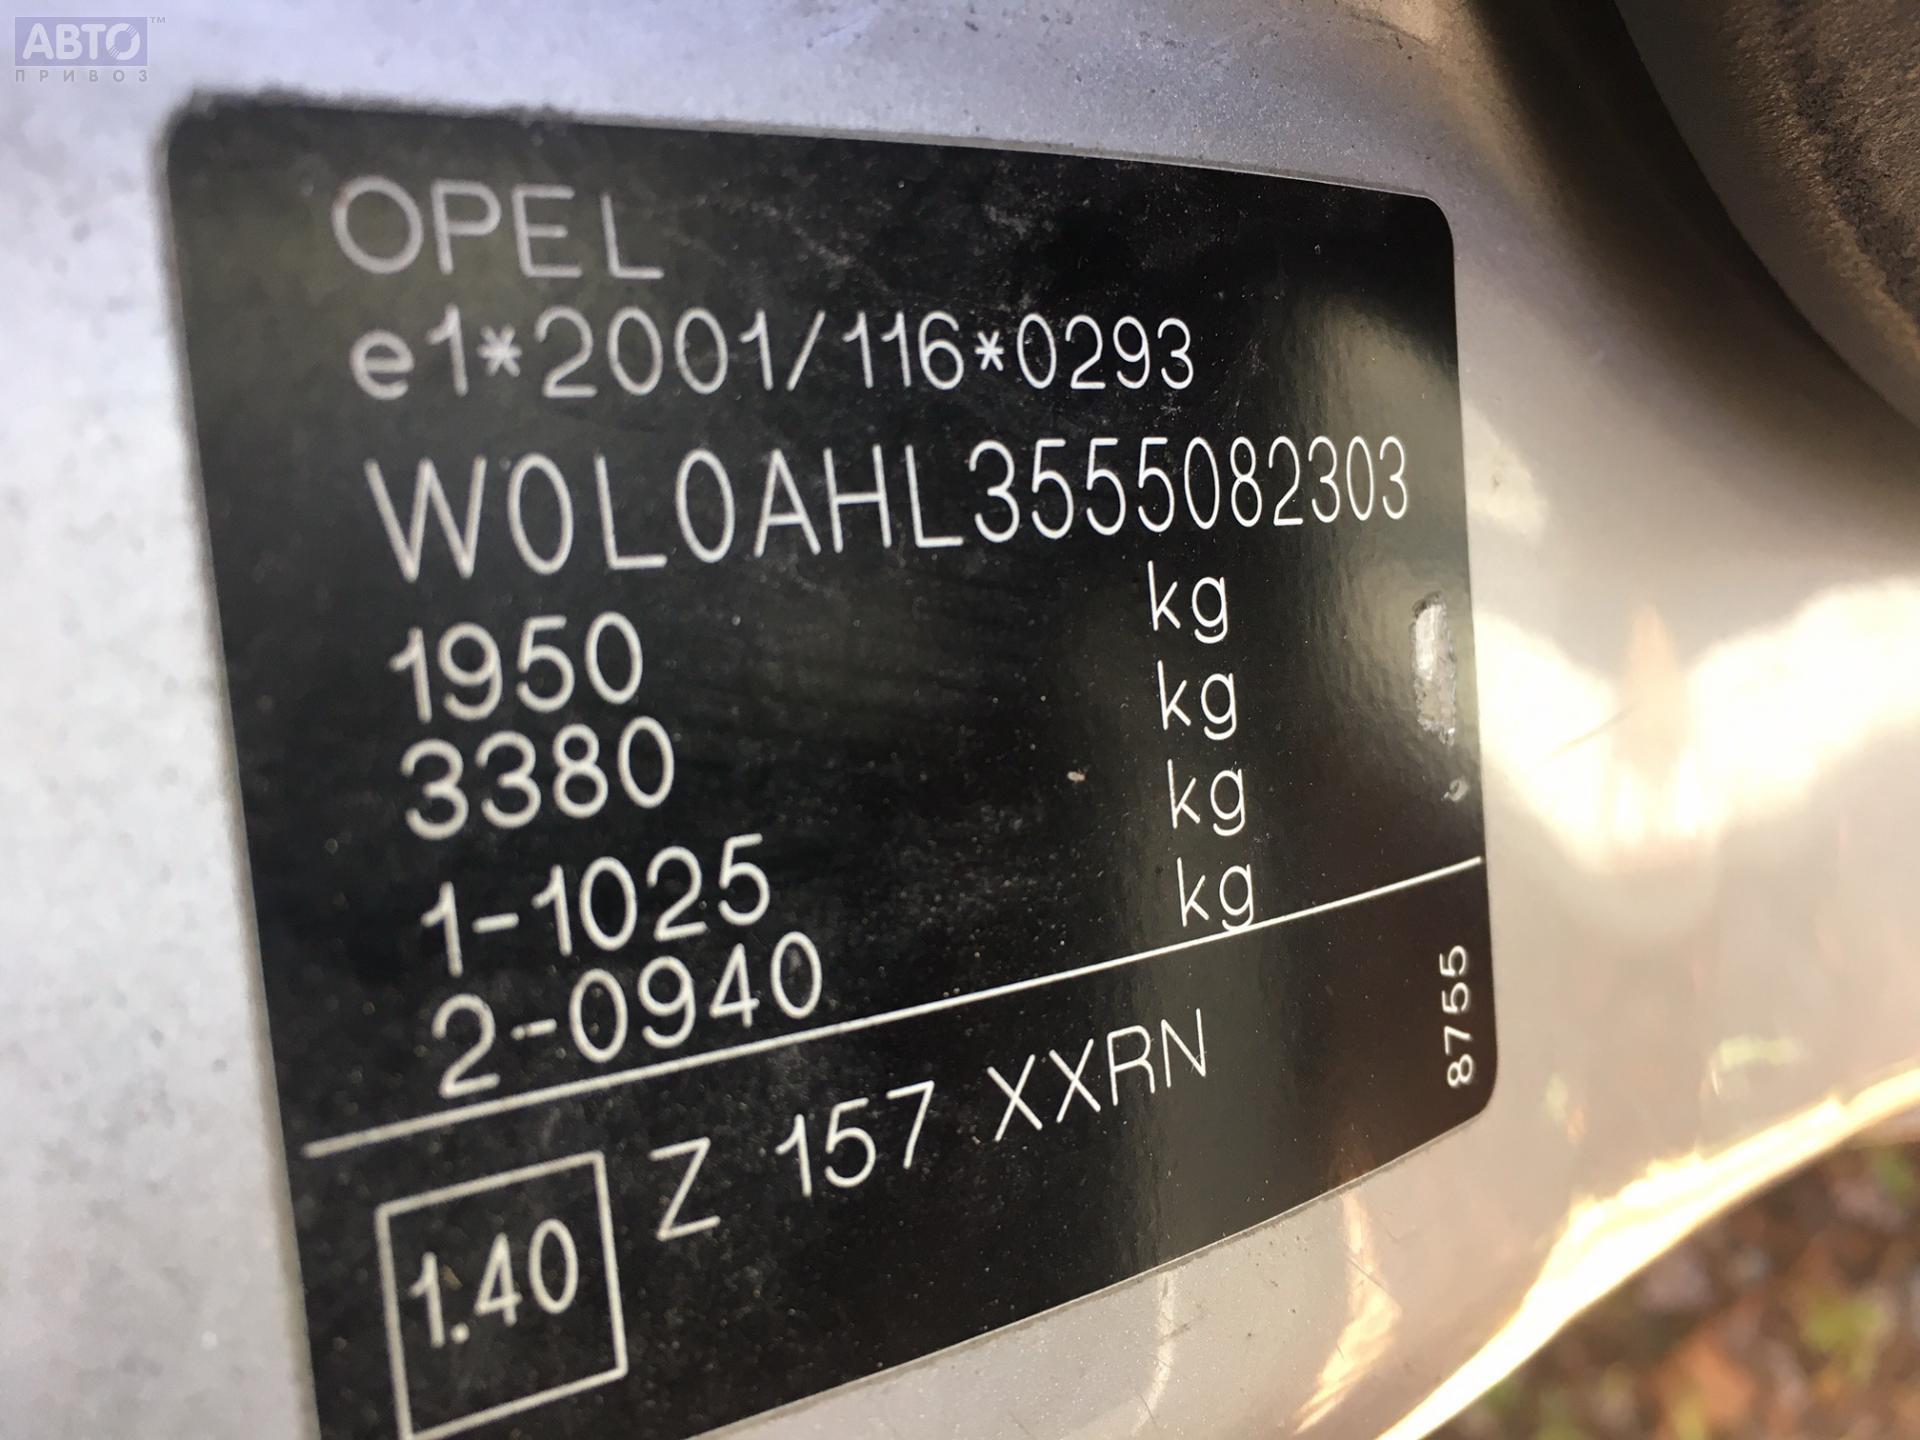 АВТО™
ПРИВОЗ
OPEL
e1*2001/116*0293
W0L0AHL3555082303
1950 kg
3380 kg
1-1025 kg
2-0940 kg
1.40 Z 157 XXRN
8755